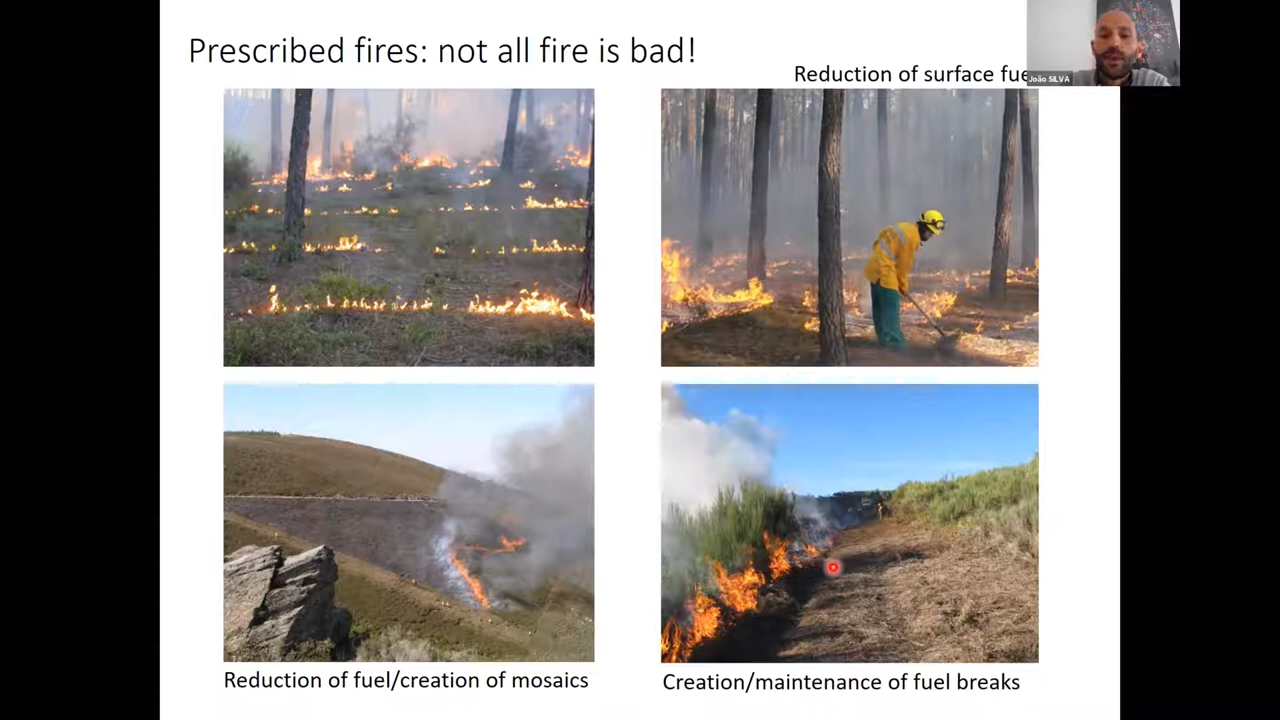 Prescribed fires: not all fire is bad!
Reduction of surface
João SILVA
Reduction of fuel/creation of mosaics
Creation/maintenance of fuel breaks